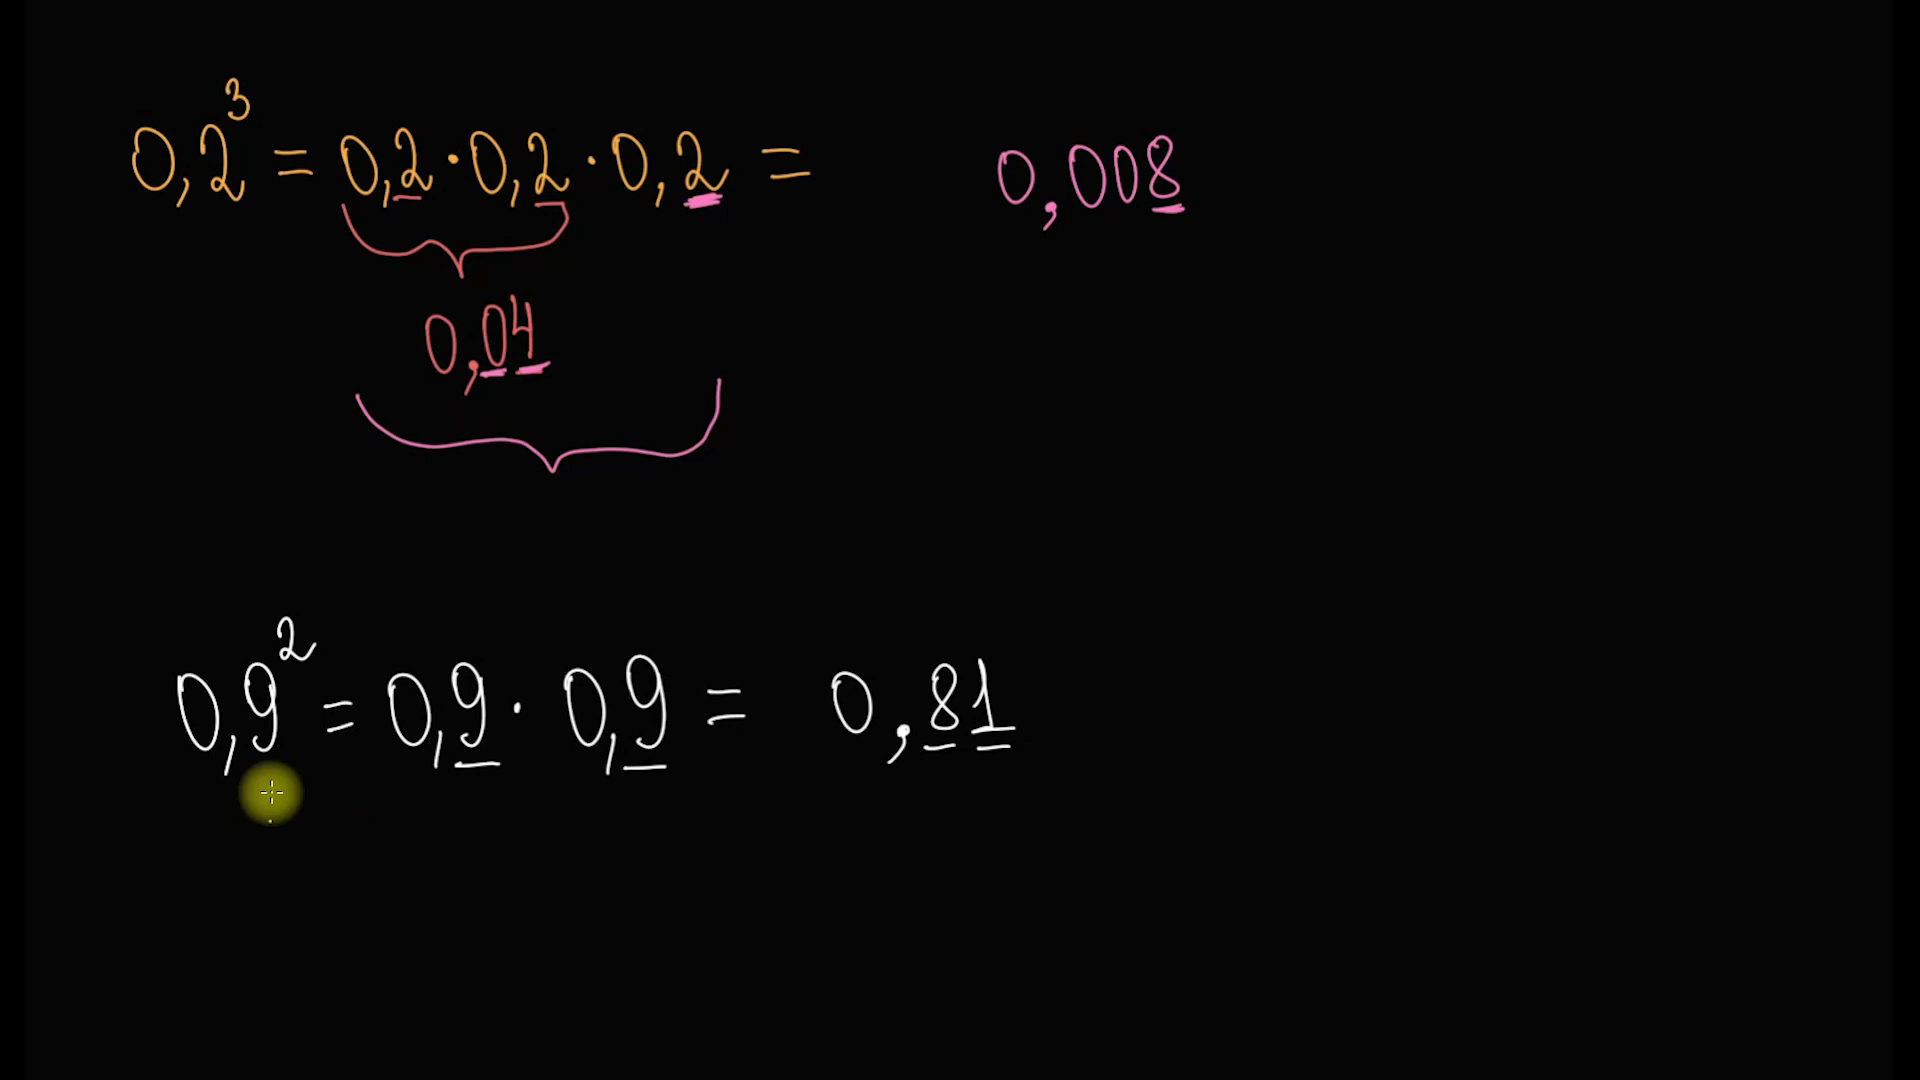 0,2³ = 0,2 · 0,2 · 0,2 = 0,008
0,04
0,9² = 0,9 · 0,9 = 0,81